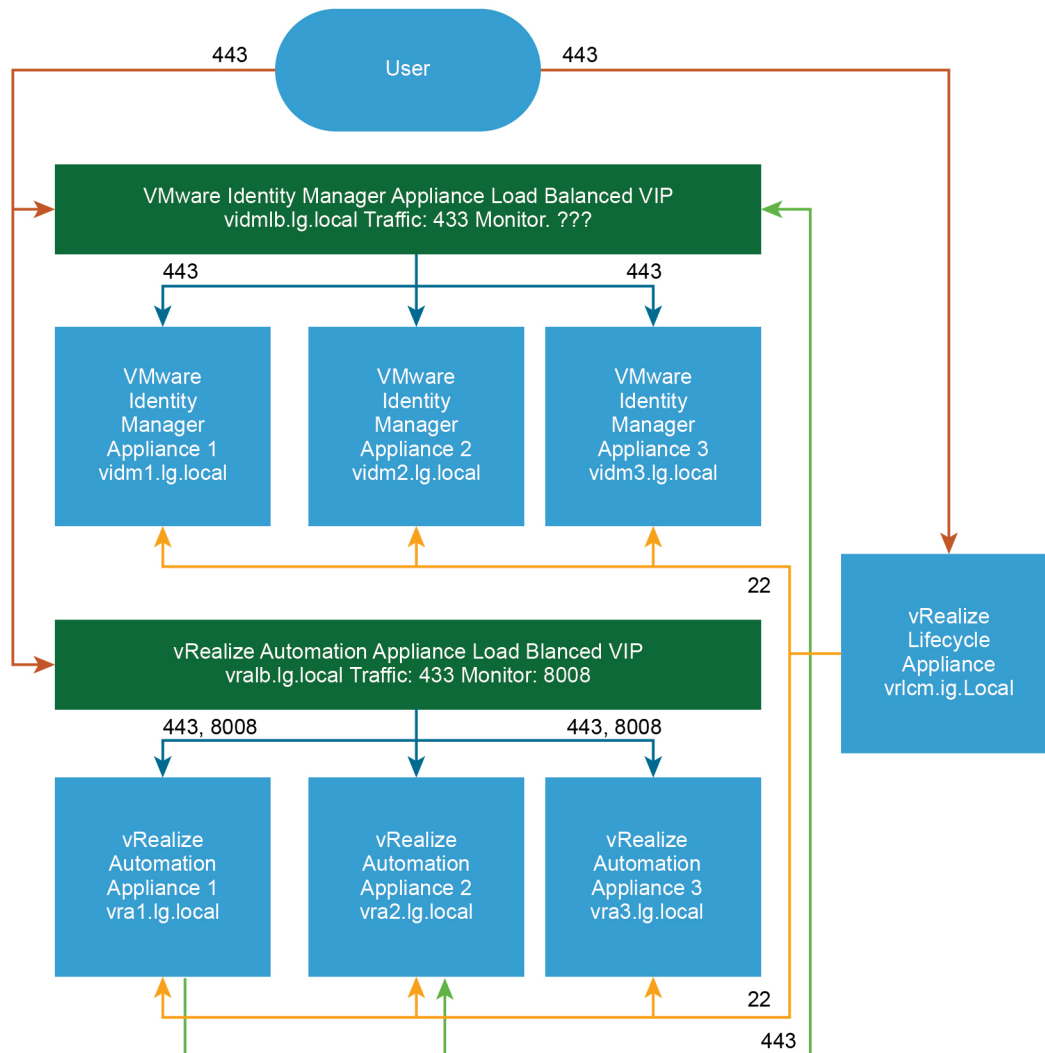 443
User
443
VMware Identity Manager Appliance Load Balanced VIP
vidmlb.lg.local Traffic: 433 Monitor. ???
443
443
VMware
Identity
Manager
Appliance 1
vidm1.lg.local
VMware
Identity
Manager
Appliance 2
vidm2.lg.local
VMware
Identity
Manager
Appliance 3
vidm3.lg.local
22
vRealize
Lifecycle
Appliance
vrlcm.ig.Local
vRealize Automation Appliance Load Blanced VIP
vralb.lg.local Traffic: 433 Monitor: 8008
443, 8008
443, 8008
vRealize
Automation
Appliance 1
vra1.lg.local
vRealize
Automation
Appliance 2
vra2.lg.local
vRealize
Automation
Appliance 3
vra3.lg.local
22
443